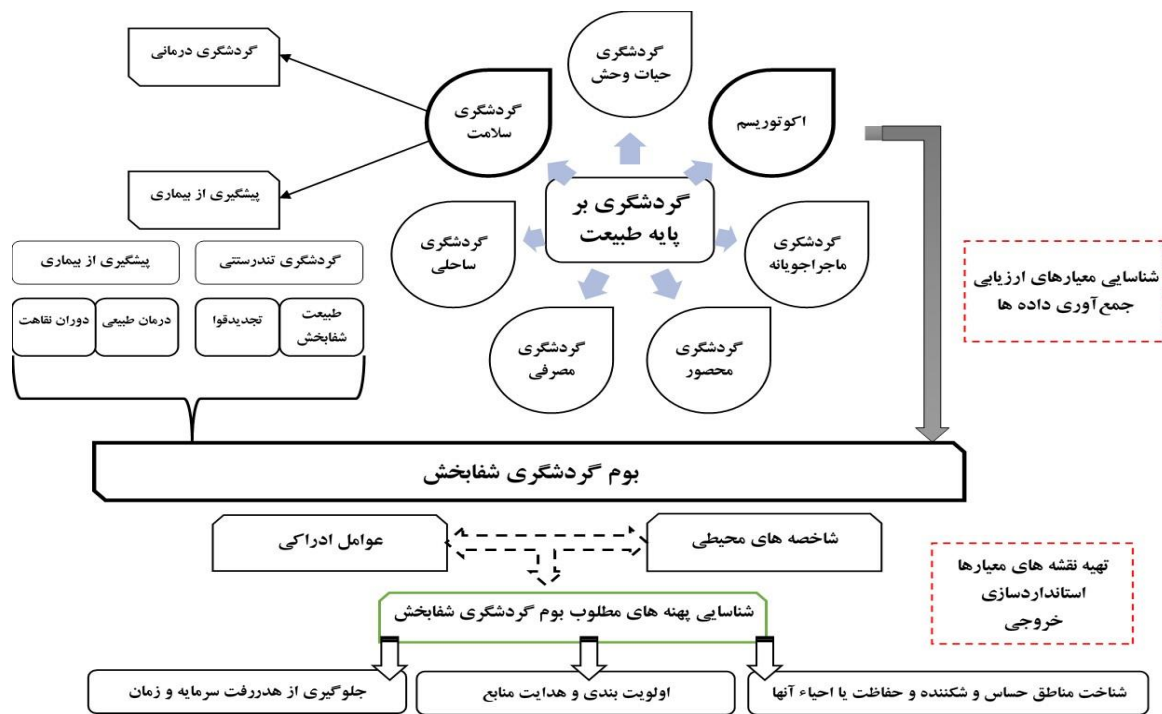 گردشگری
حیات وحش
اکوتوریسم
گردشگری
سلامت
گردشگری درمانی
پیشگیری از بیماری
گردشگری بر
پایه طبیعت
گردشکری
ماجراجویانه
گردشگری
ساحلی
گردشگری
محصور
گردشگری
مصرفی
شناسایی معیارهای ارزیابی
جمع‌آوری داده ها
گردشگری تندرستتی
پیشگیری از بیماری
طبیعت
شفابخش
تجدیدقوا
درمان طبیعی
دوران نقاهت
بوم گردشگری شفابخش
شاخصه های محیطی
عوامل ادراکی
تهیه نقشه های معیارها
استانداردسازی
خروجی
شناسایی پهنه های مطلوب بوم گردشگری شفابخش
شناخت مناطق حساس و شکننده و حفاظت یا احیاء آنها
اولویت بندی و هدایت منابع
جلوگیری از هدررفت سرمایه و زمان